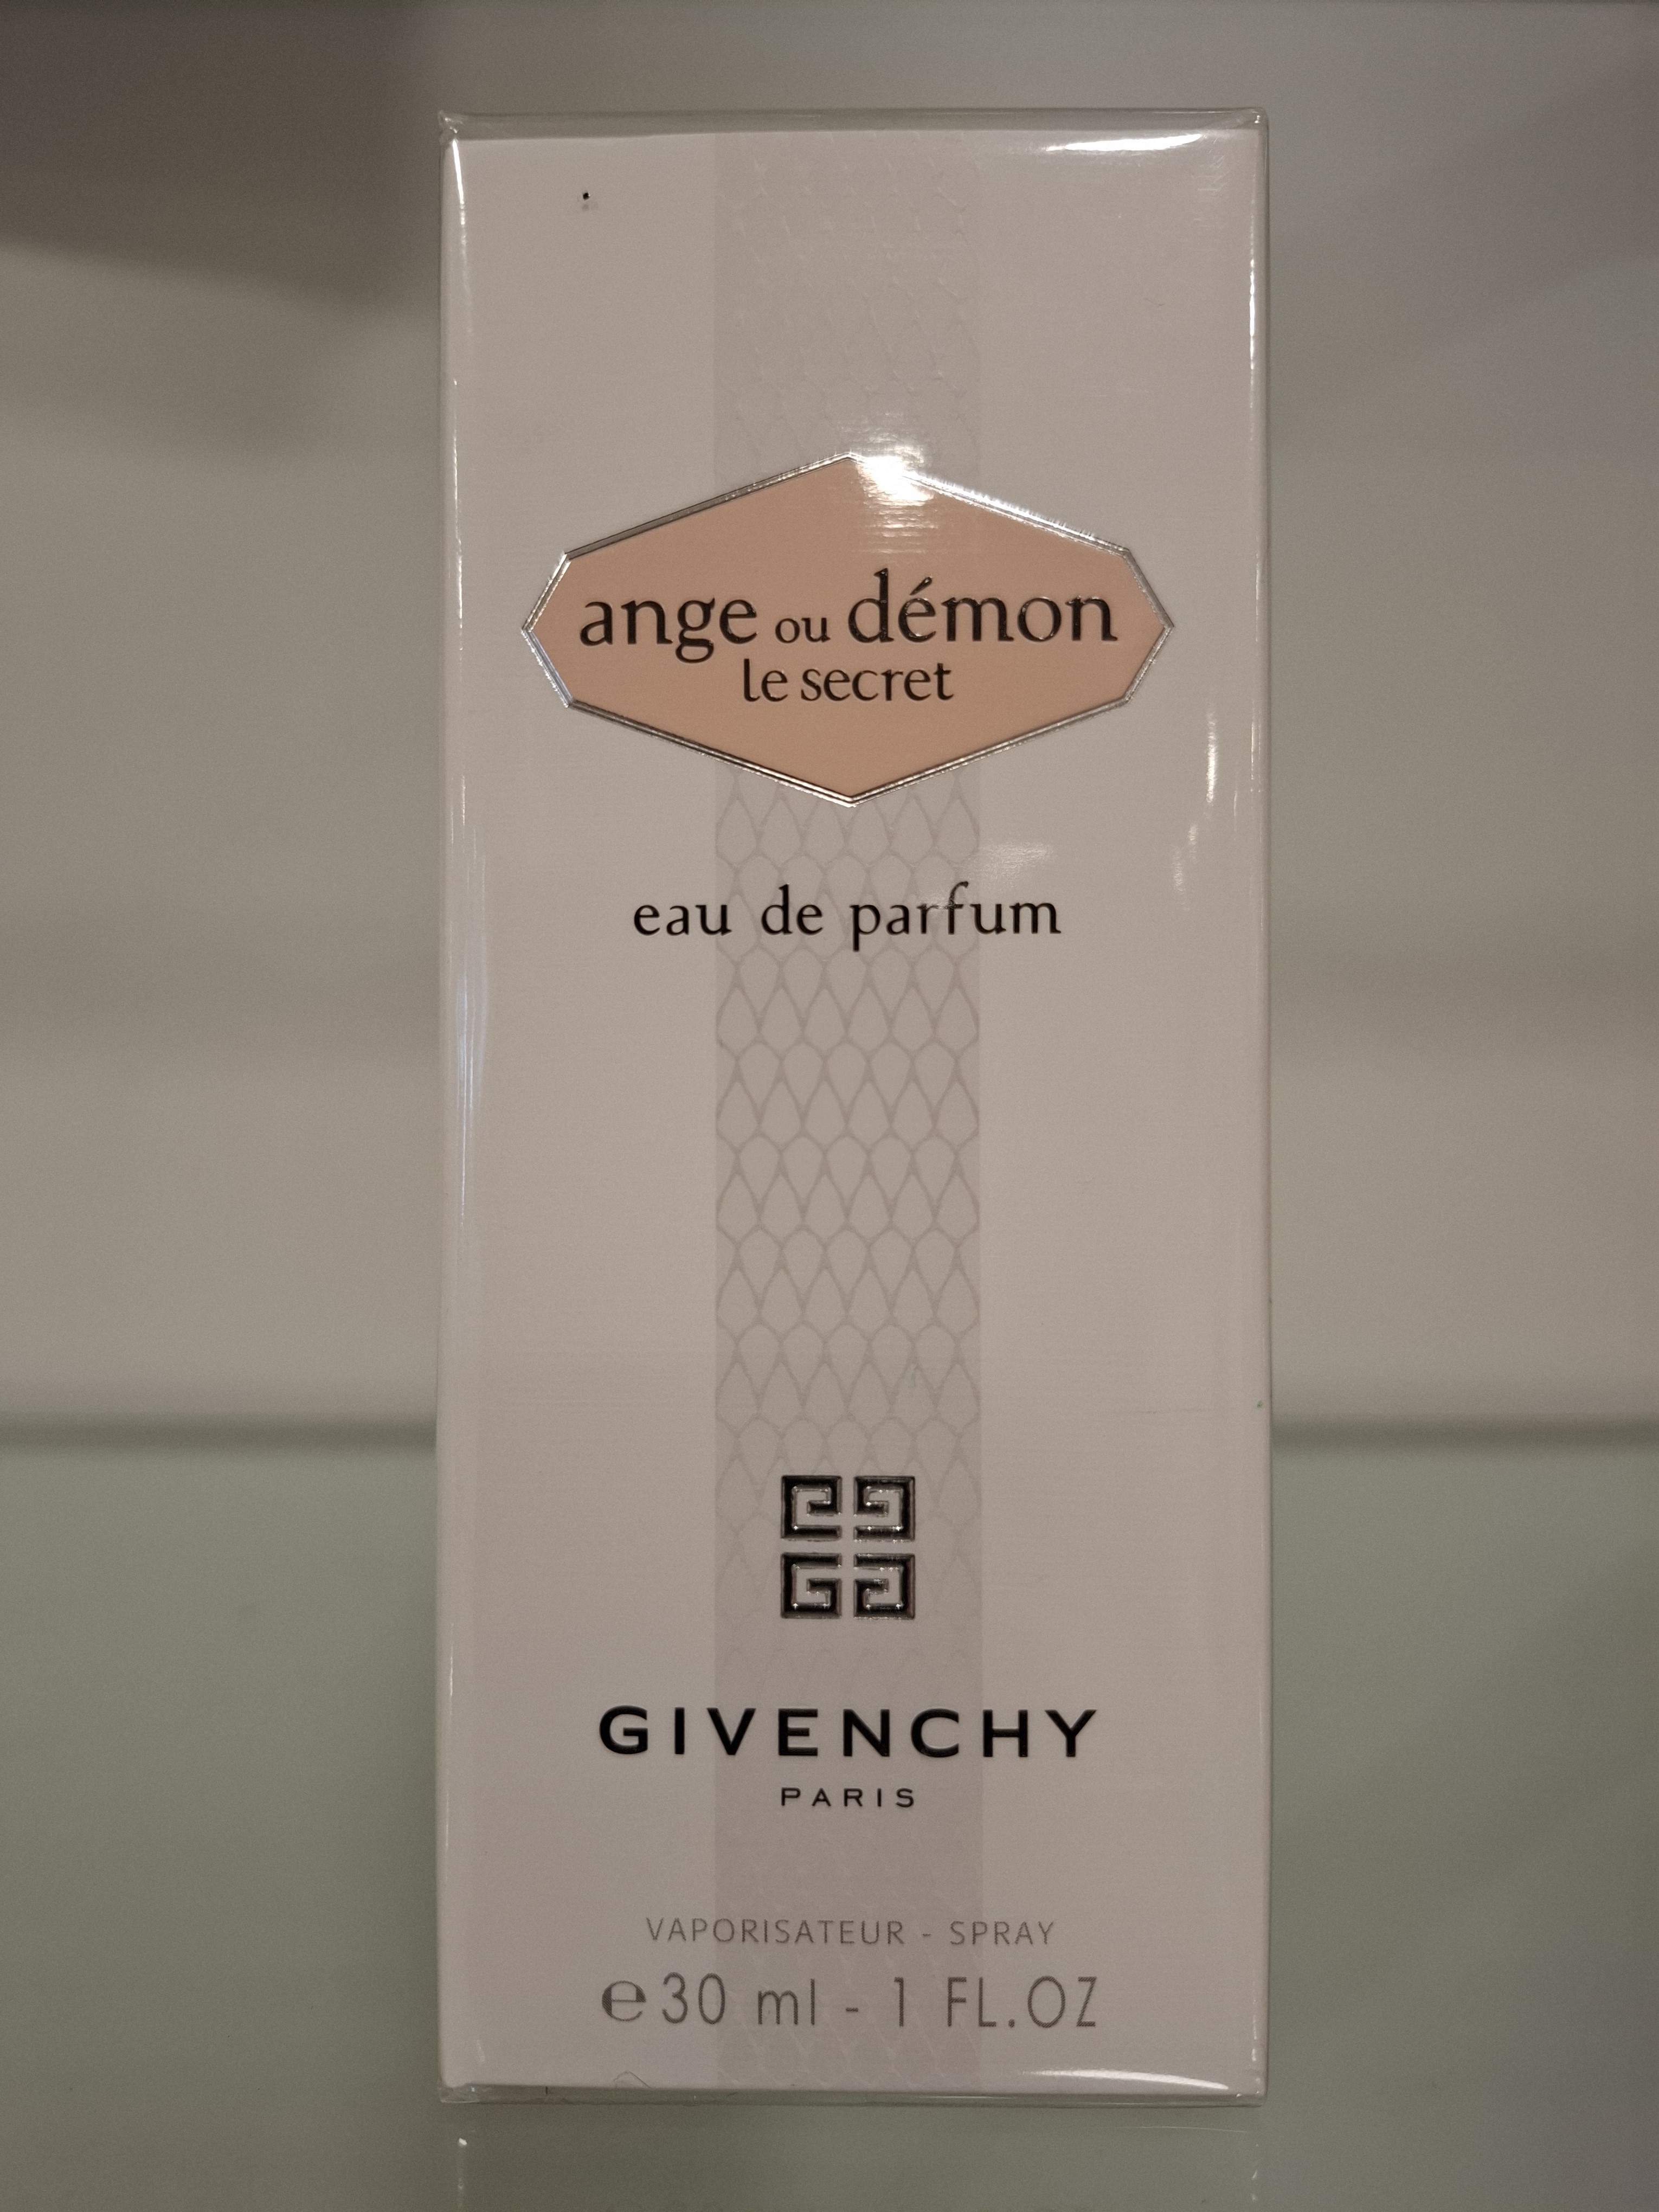 ange ou démon
le secret
eau de parfum
GIVENCHY
PARIS
VAPORISATEUR - SPRAY
℮ 30 ml - 1 FL.OZ